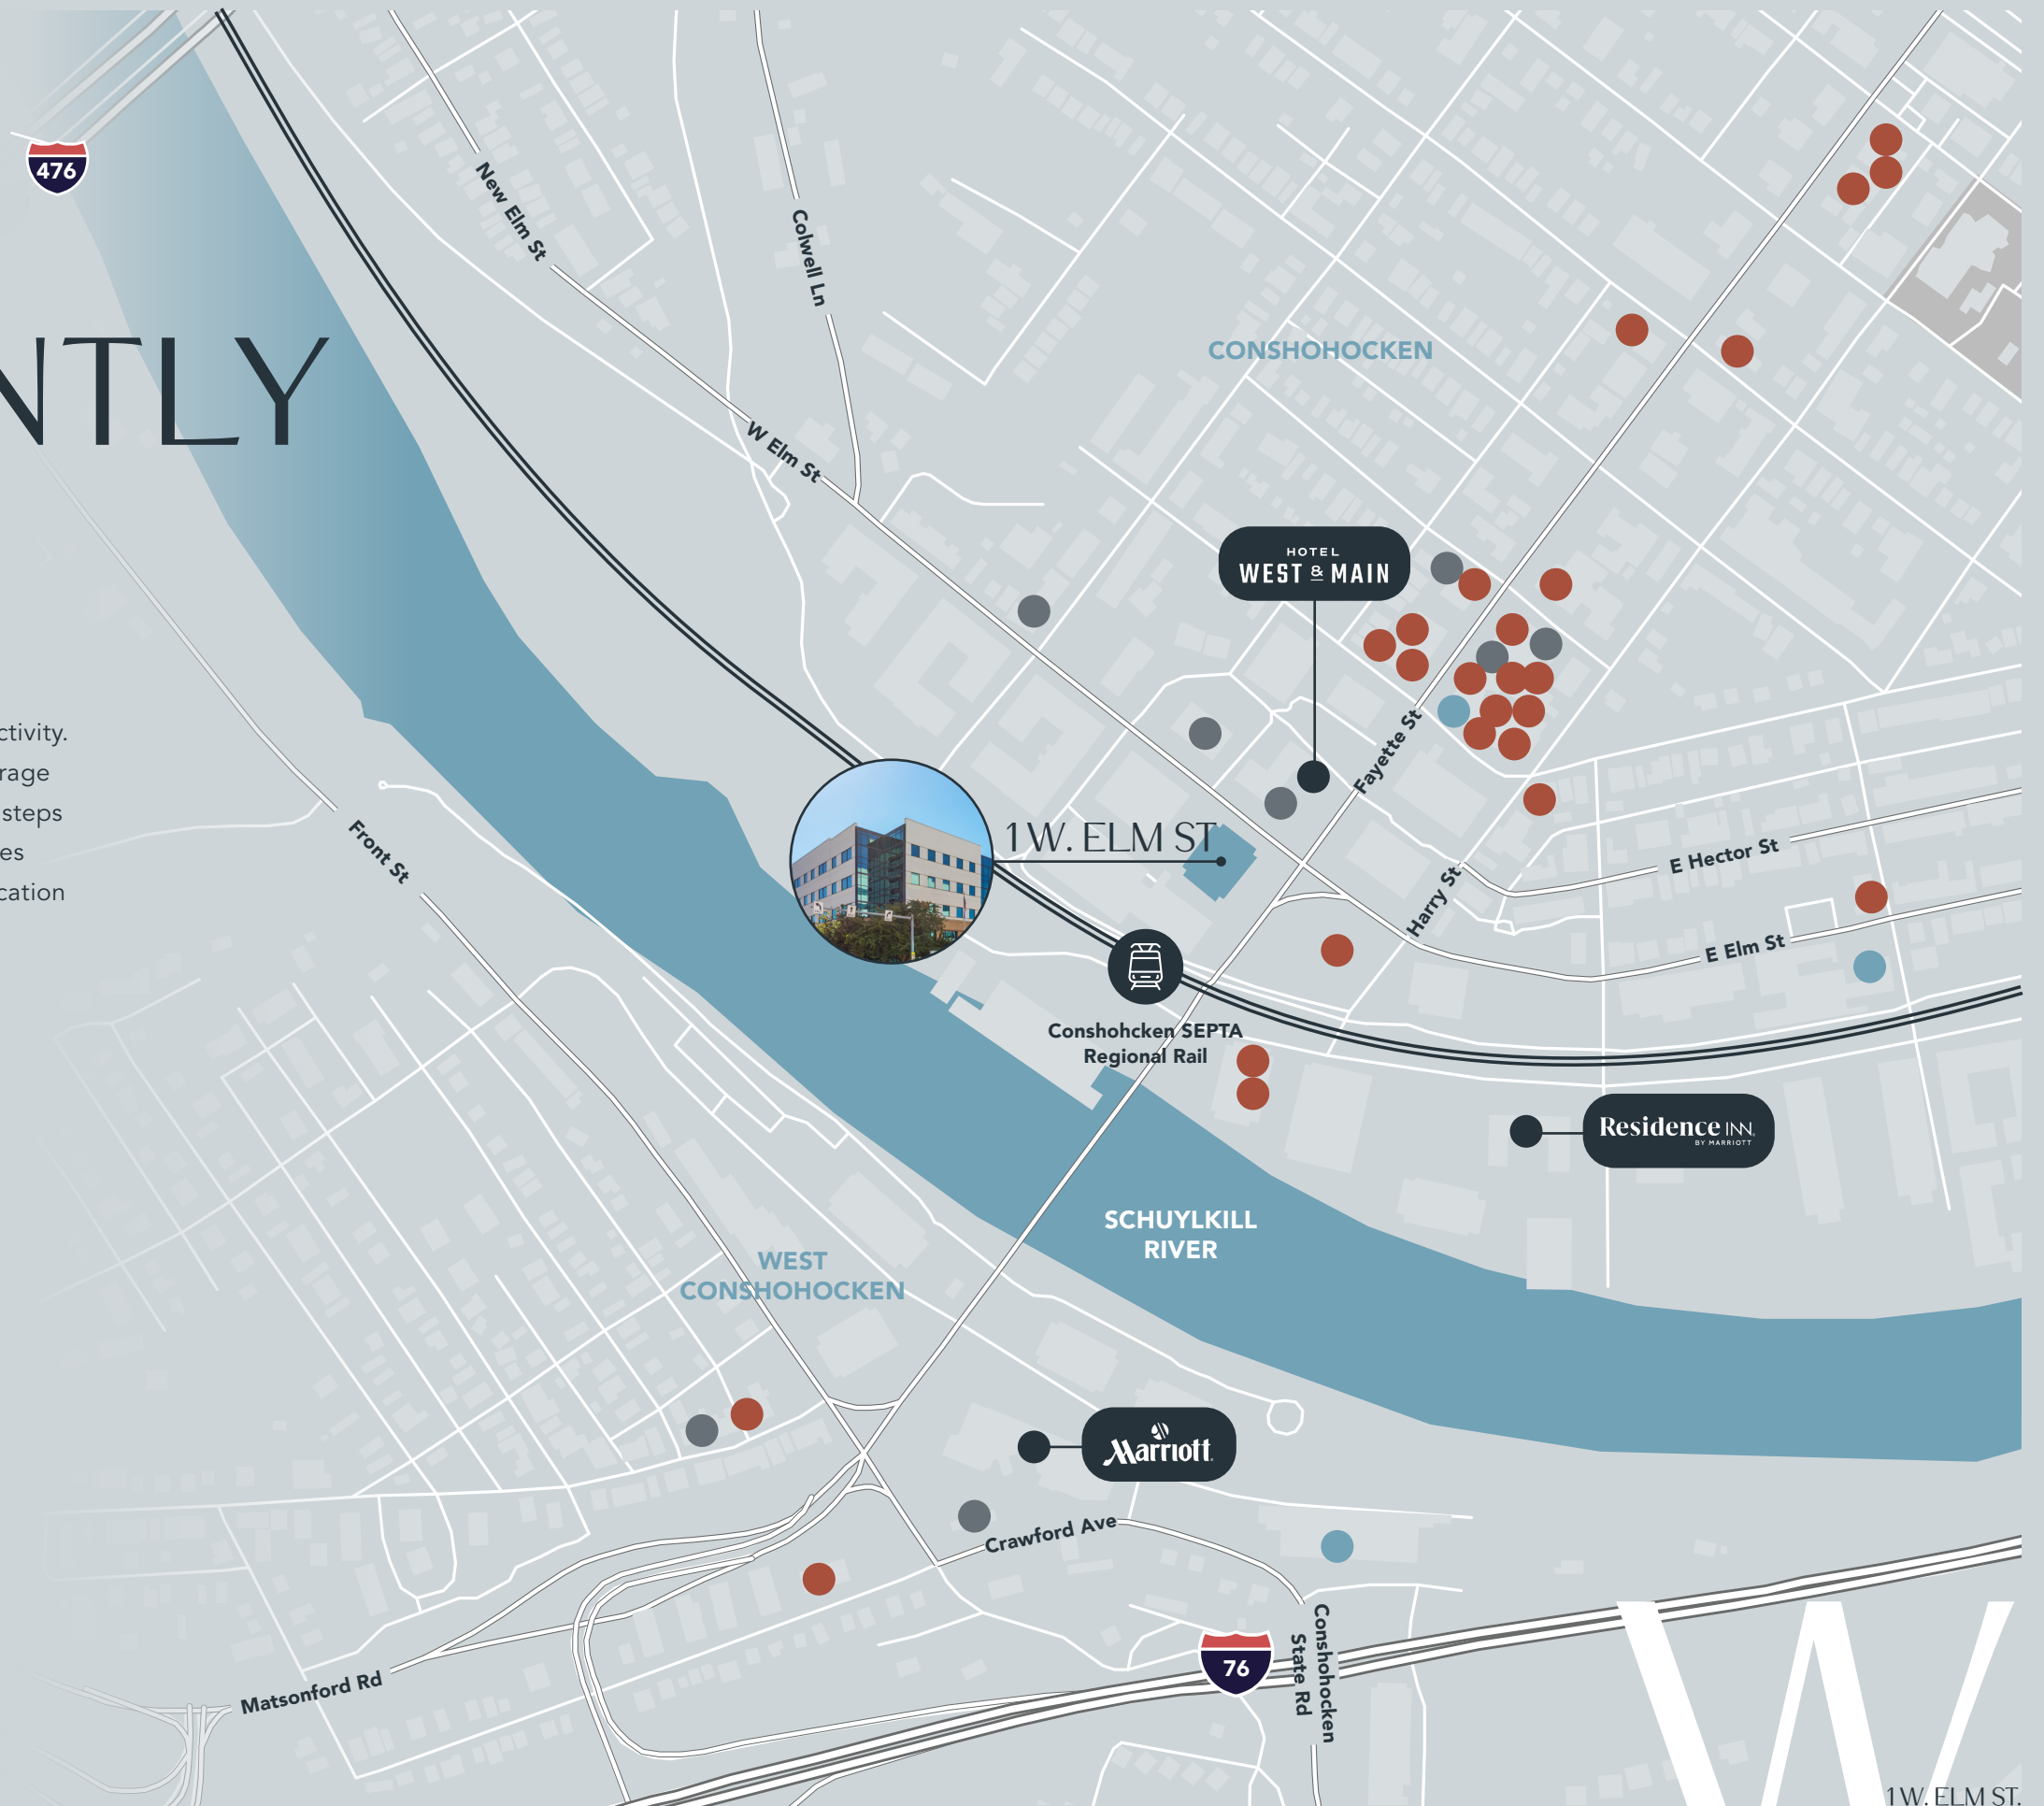 476
New Elm St
Colwell Ln
NTLY
CONSHOHOCKEN
W Elm St
HOTEL
WEST & MAIN
ctivity.
rage
steps
es
cation
Front St
Fayette St
1 W. ELM ST
E Hector St
Harry St
E Elm St
Conshohcken SEPTA
Regional Rail
Residence INN
BY MARRIOTT
SCHUYLKILL
RIVER
WEST
CONSHOHOCKEN
Marriott
Crawford Ave
Conshohocken
State Rd
76
Matsonford Rd
W
1 W. ELM ST.